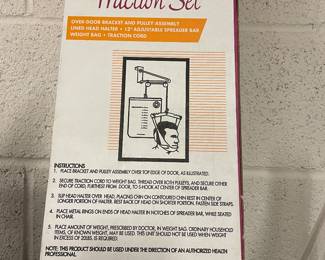 Traction Set
OVER-DOOR BRACKET AND PULLEY ASSEMBLY
LINED HEAD HALTER • 12" ADJUSTABLE SPREADER BAR
WEIGHT BAG • TRACTION CORD
INSTRUCTIONS
1. PLACE BRACKET AND PULLEY ASSEMBLY OVER TOP EDGE OF DOOR, AS ILLUSTRATED.
2. SECURE TRACTION CORD TO WEIGHT BAG, THREAD OVER BOTH PULLEYS, AND SECURE OTHER
END OF CORD, FURTHEST FROM DOOR, TO S-HOOK AT CENTER OF SPREADER BAR.
3. SLIP HEAD HALTER OVER HEAD, PLACING CHIN ON CONTOURED CHIN REST IN CENTER OF
LONGER PORTION OF HALTER. REST BACK OF HEAD ON SHORTER PORTION. FASTEN SIDE STRAPS.
4. PLACE METAL RINGS ON ENDS OF HEAD HALTER IN NOTCHES OF SPREADER BAR, WHILE SEATED
IN CHAIR.
5. PLACE AMOUNT OF WEIGHT, PRESCRIBED BY DOCTOR, IN WEIGHT BAG. ORDINARY HOUSEHOLD
ITEMS, OF KNOWN WEIGHT, MAY BE USED. THIS UNIT SHOULD NOT BE USED WHEN WEIGHT
IN EXCESS OF 20LBS. IS REQUIRED.
NOTE: THIS PRODUCT SHOULD BE USED UNDER THE DIRECTION OF AN AUTHORIZED HEALTH
PROFESSIONAL.